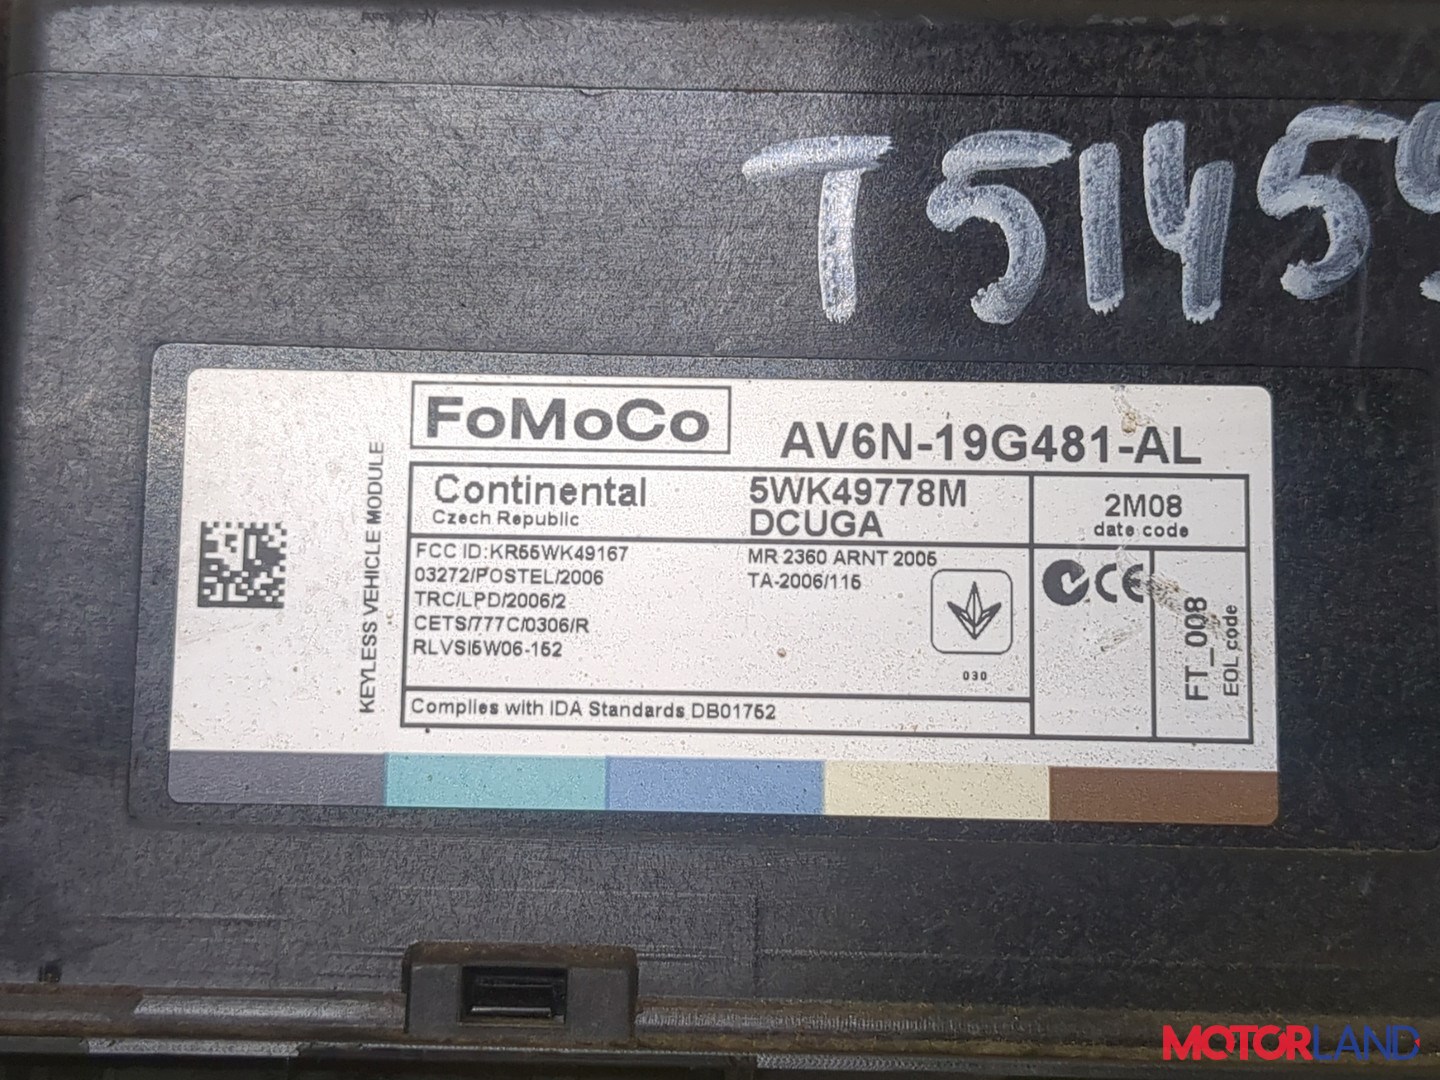 T5145
FoMoCo
AV6N-19G481-AL
KEYLESS VEHICLE MODULE
Continental
Czech Republic
5WK49778M
DCUGA
2M08
date code
FCC ID:KR55WK49167
03272/POSTEL/2006
TRC/LPD/2006/2
CETS/777C/0306/R
RLVSI5W06-152
MR 2360 ARNT 2005
TA-2006/115
030
CE
FT_008
EOL code
Complies with IDA Standards DB01752
MOTORLAND